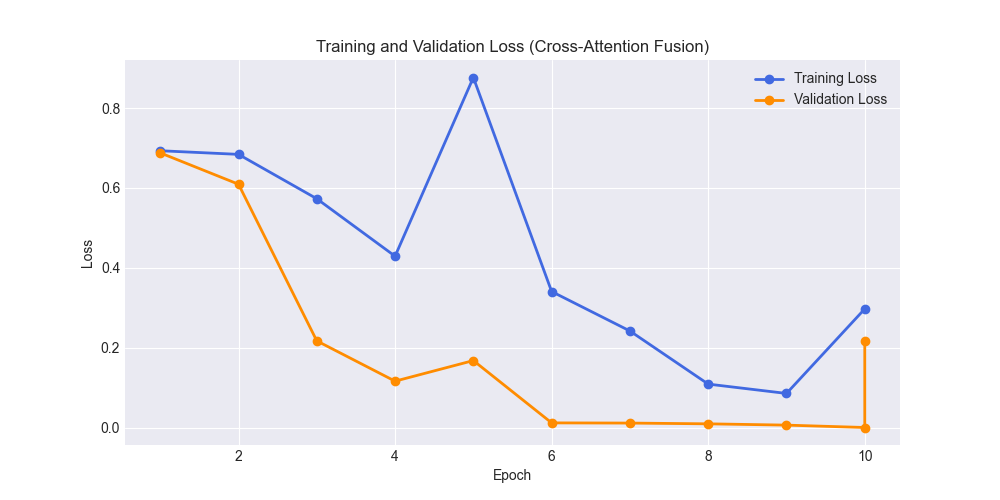 Training and Validation Loss (Cross-Attention Fusion)
Training Loss
Validation Loss
0.8
0.6
0.4
0.2
0.0
Loss
2 4 6 8 10
Epoch